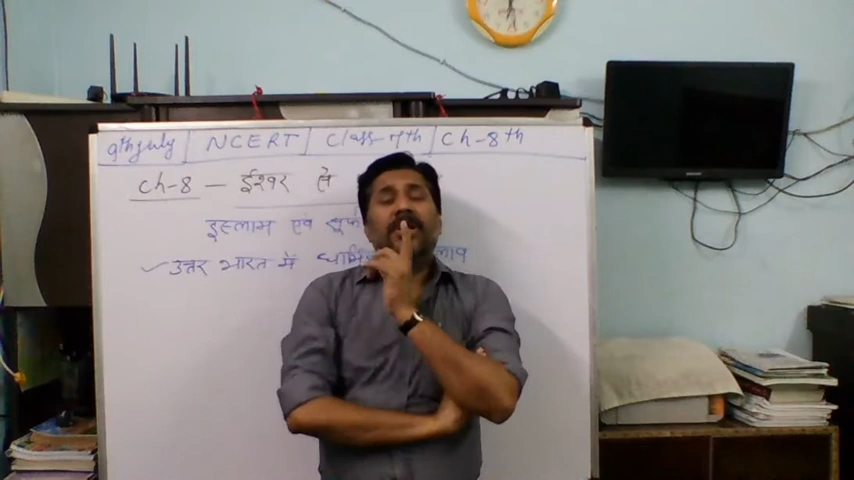 9th july | NCERT | Class-7th | Ch-8th
Ch-8 - ईश्वर से
इस्लाम एवं
उत्तर भारत में